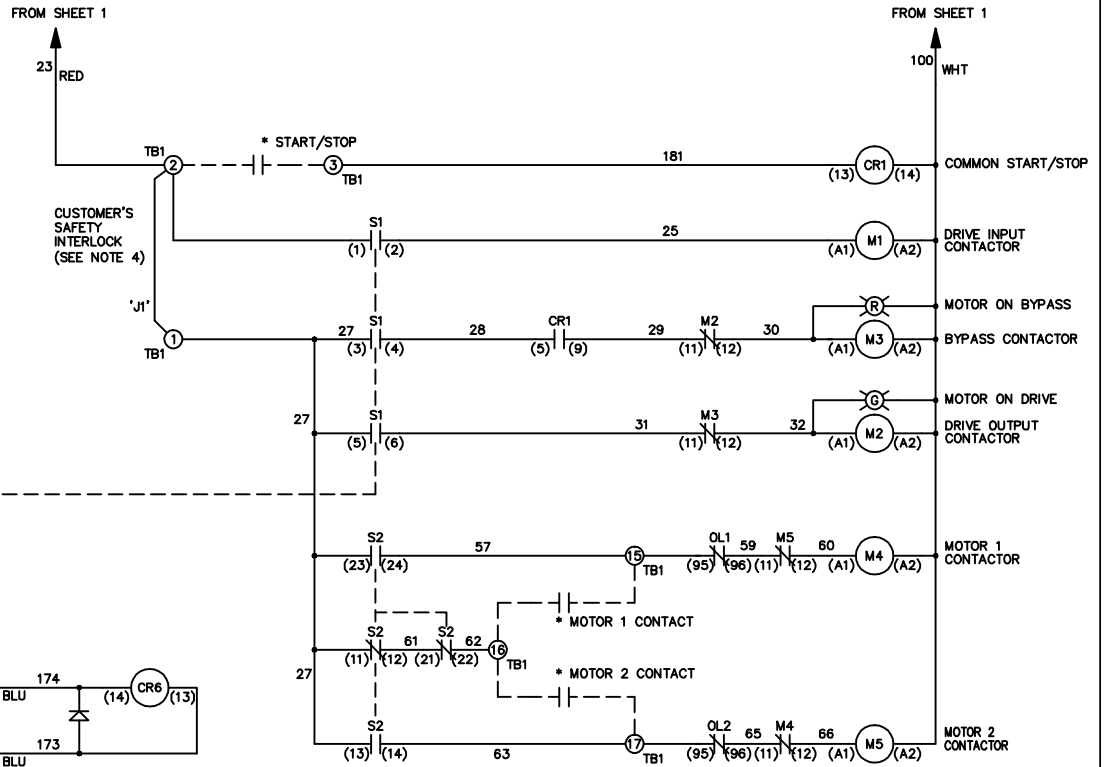 FROM SHEET 1
FROM SHEET 1
23
RED
100
WHT
* START/STOP
TB1
2
3
TB1
181
CR1
(13)
(14)
COMMON START/STOP
CUSTOMER'S
SAFETY
INTERLOCK
(SEE NOTE 4)
S1
(1)
(2)
25
M1
(A1)
(A2)
DRIVE INPUT
CONTACTOR
'J1'
R
MOTOR ON BYPASS
1
TB1
27
S1
(3)
(4)
28
CR1
(5)
(9)
29
M2
(11)
(12)
30
M3
(A1)
(A2)
BYPASS CONTACTOR
G
MOTOR ON DRIVE
27
S1
(5)
(6)
31
M3
(11)
(12)
32
M2
(A1)
(A2)
DRIVE OUTPUT
CONTACTOR
S2
(23)
(24)
57
15
TB1
OL1
(95)
(96)
59
M5
(11)
(12)
60
M4
(A1)
(A2)
MOTOR 1
CONTACTOR
* MOTOR 1 CONTACT
S2
(11)
(12)
61
S2
(21)
(22)
62
16
TB1
* MOTOR 2 CONTACT
27
174
BLU
CR6
(14)
(13)
173
BLU
S2
(13)
(14)
63
17
TB1
OL2
(95)
(96)
65
M4
(11)
(12)
66
M5
(A1)
(A2)
MOTOR 2
CONTACTOR